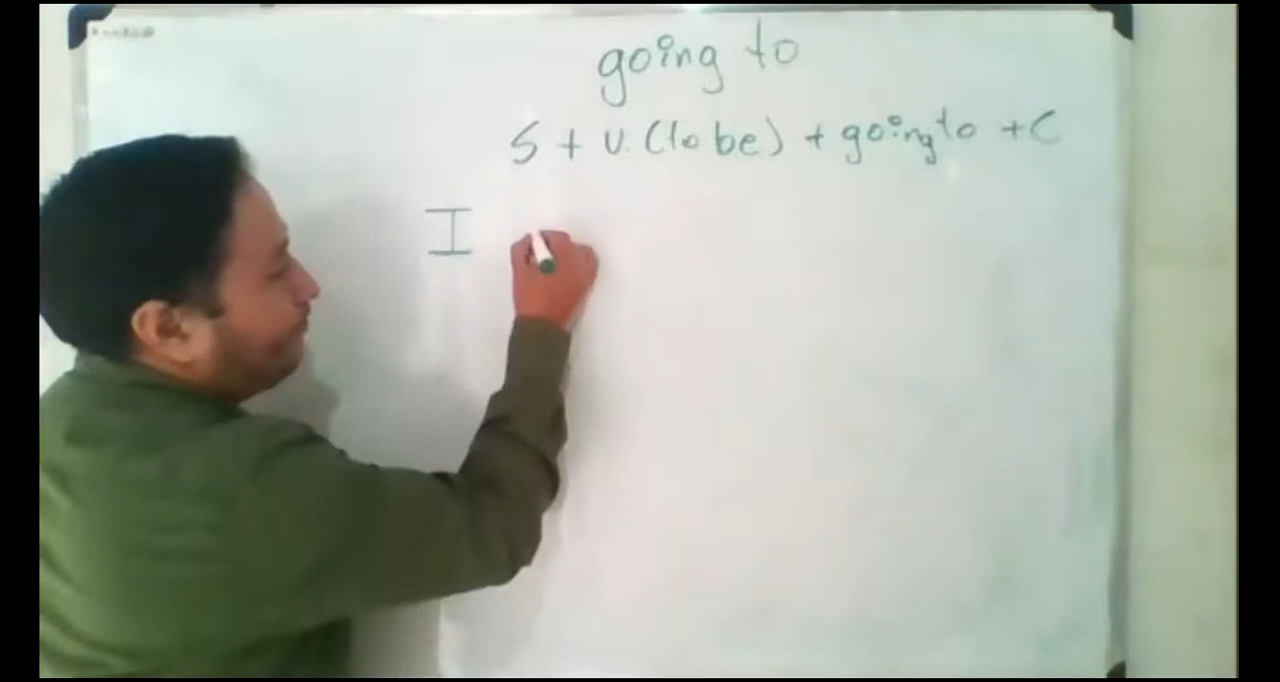 going to
S + v. (to be) + going to + C
I